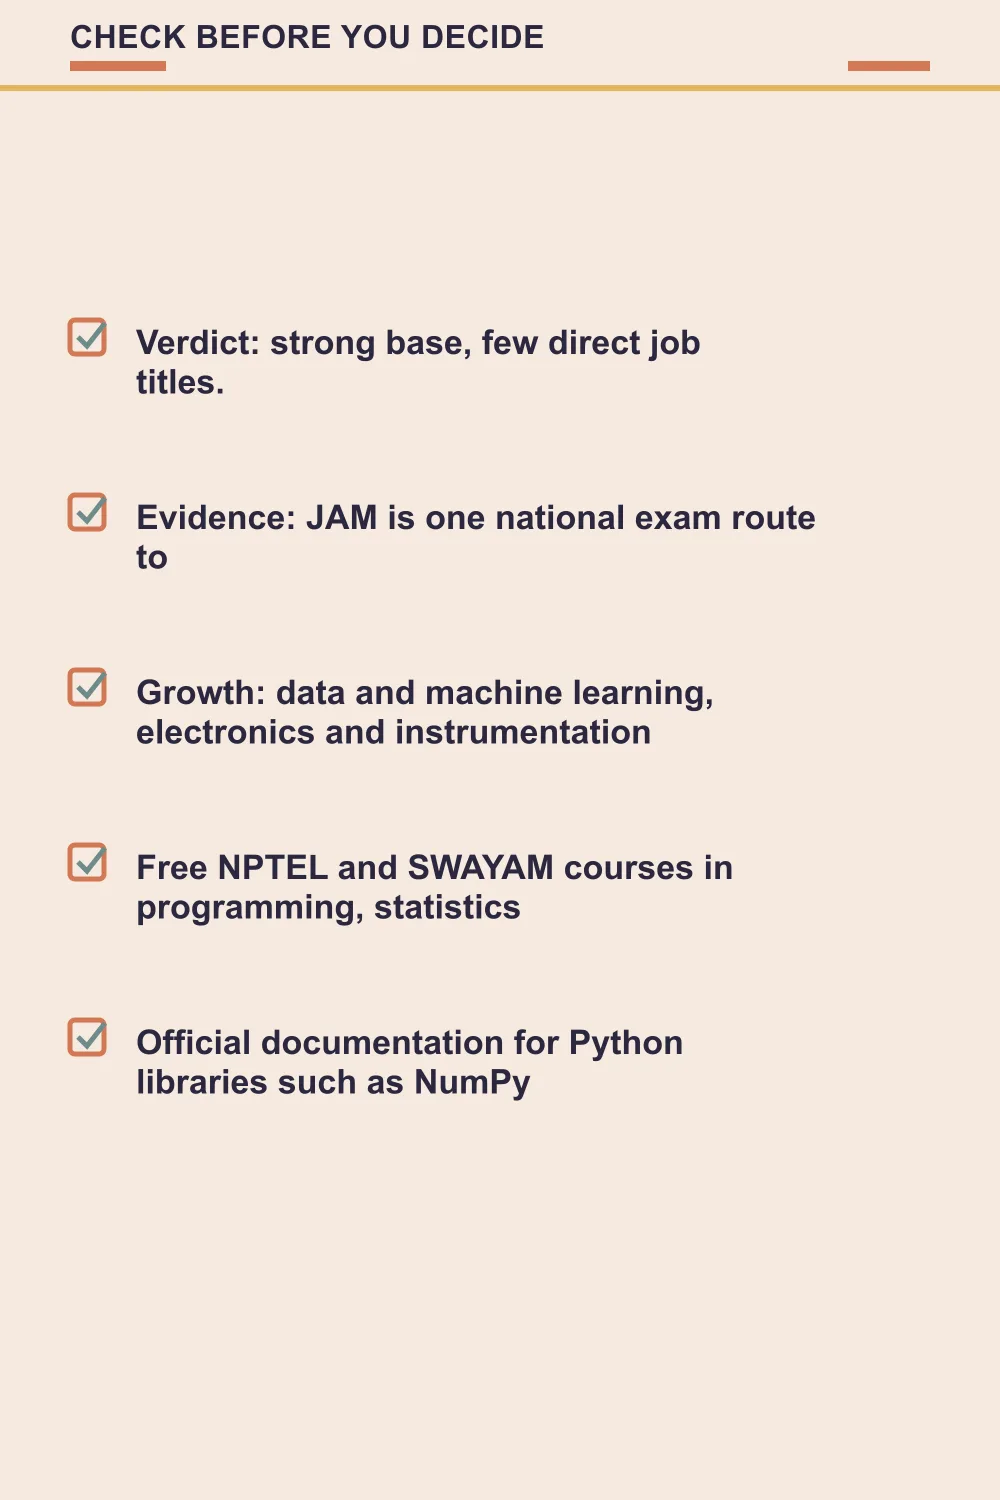 CHECK BEFORE YOU DECIDE
Verdict: strong base, few direct job
titles.
Evidence: JAM is one national exam route
to
Growth: data and machine learning,
electronics and instrumentation
Free NPTEL and SWAYAM courses in
programming, statistics
Official documentation for Python
libraries such as NumPy